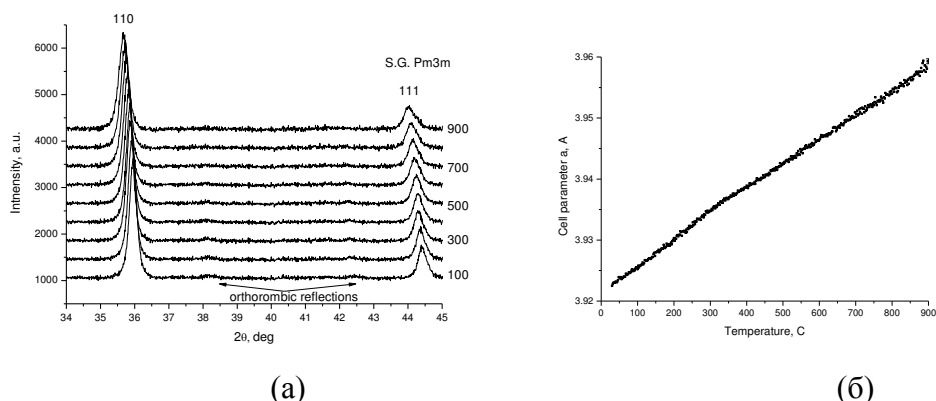 110
6000
5000
4000
3000
2000
1000
Intnensity, a.u.
S.G. Pm3m
111
900
700
500
300
100
orthorombic reflections
34 35 36 37 38 39 40 41 42 43 44 45
2θ, deg
(а)
3.96
3.95
3.94
3.93
3.92
Cell parameter a, A
0 100 200 300 400 500 600 700 800 900
Temperature, C
(б)